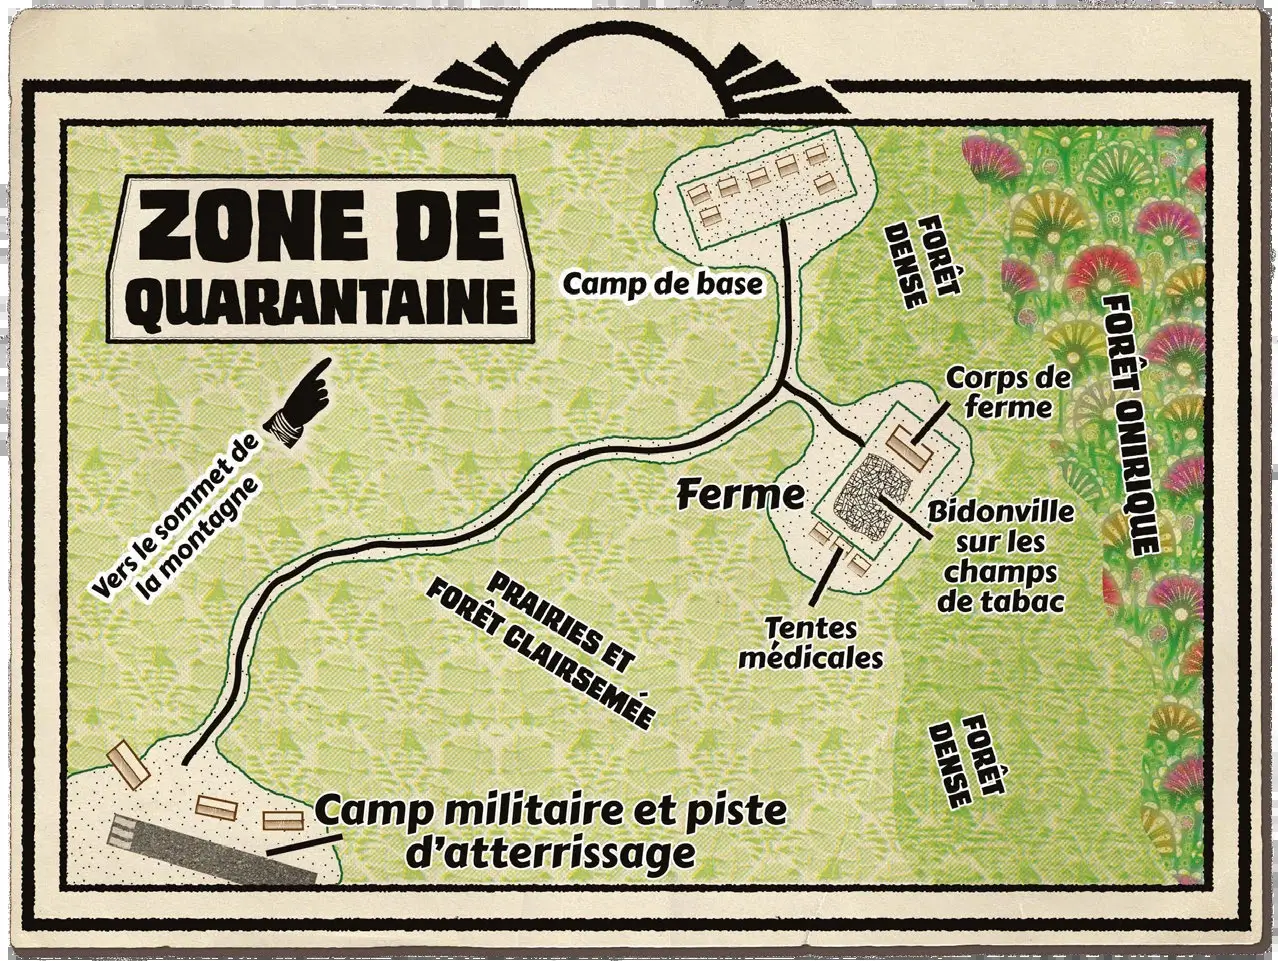 ZONE DE
QUARANTAINE
Camp de base
FORÊT
DENSE
FORÊT ONIRIQUE
Corps de
ferme
Vers le sommet de
la montagne
Ferme
Bidonville
sur les
champs
de tabac
PRAIRIES ET
FORÊT CLAIRSEMÉE
Tentes
médicales
FORÊT
DENSE
Camp militaire et piste
d'atterrissage